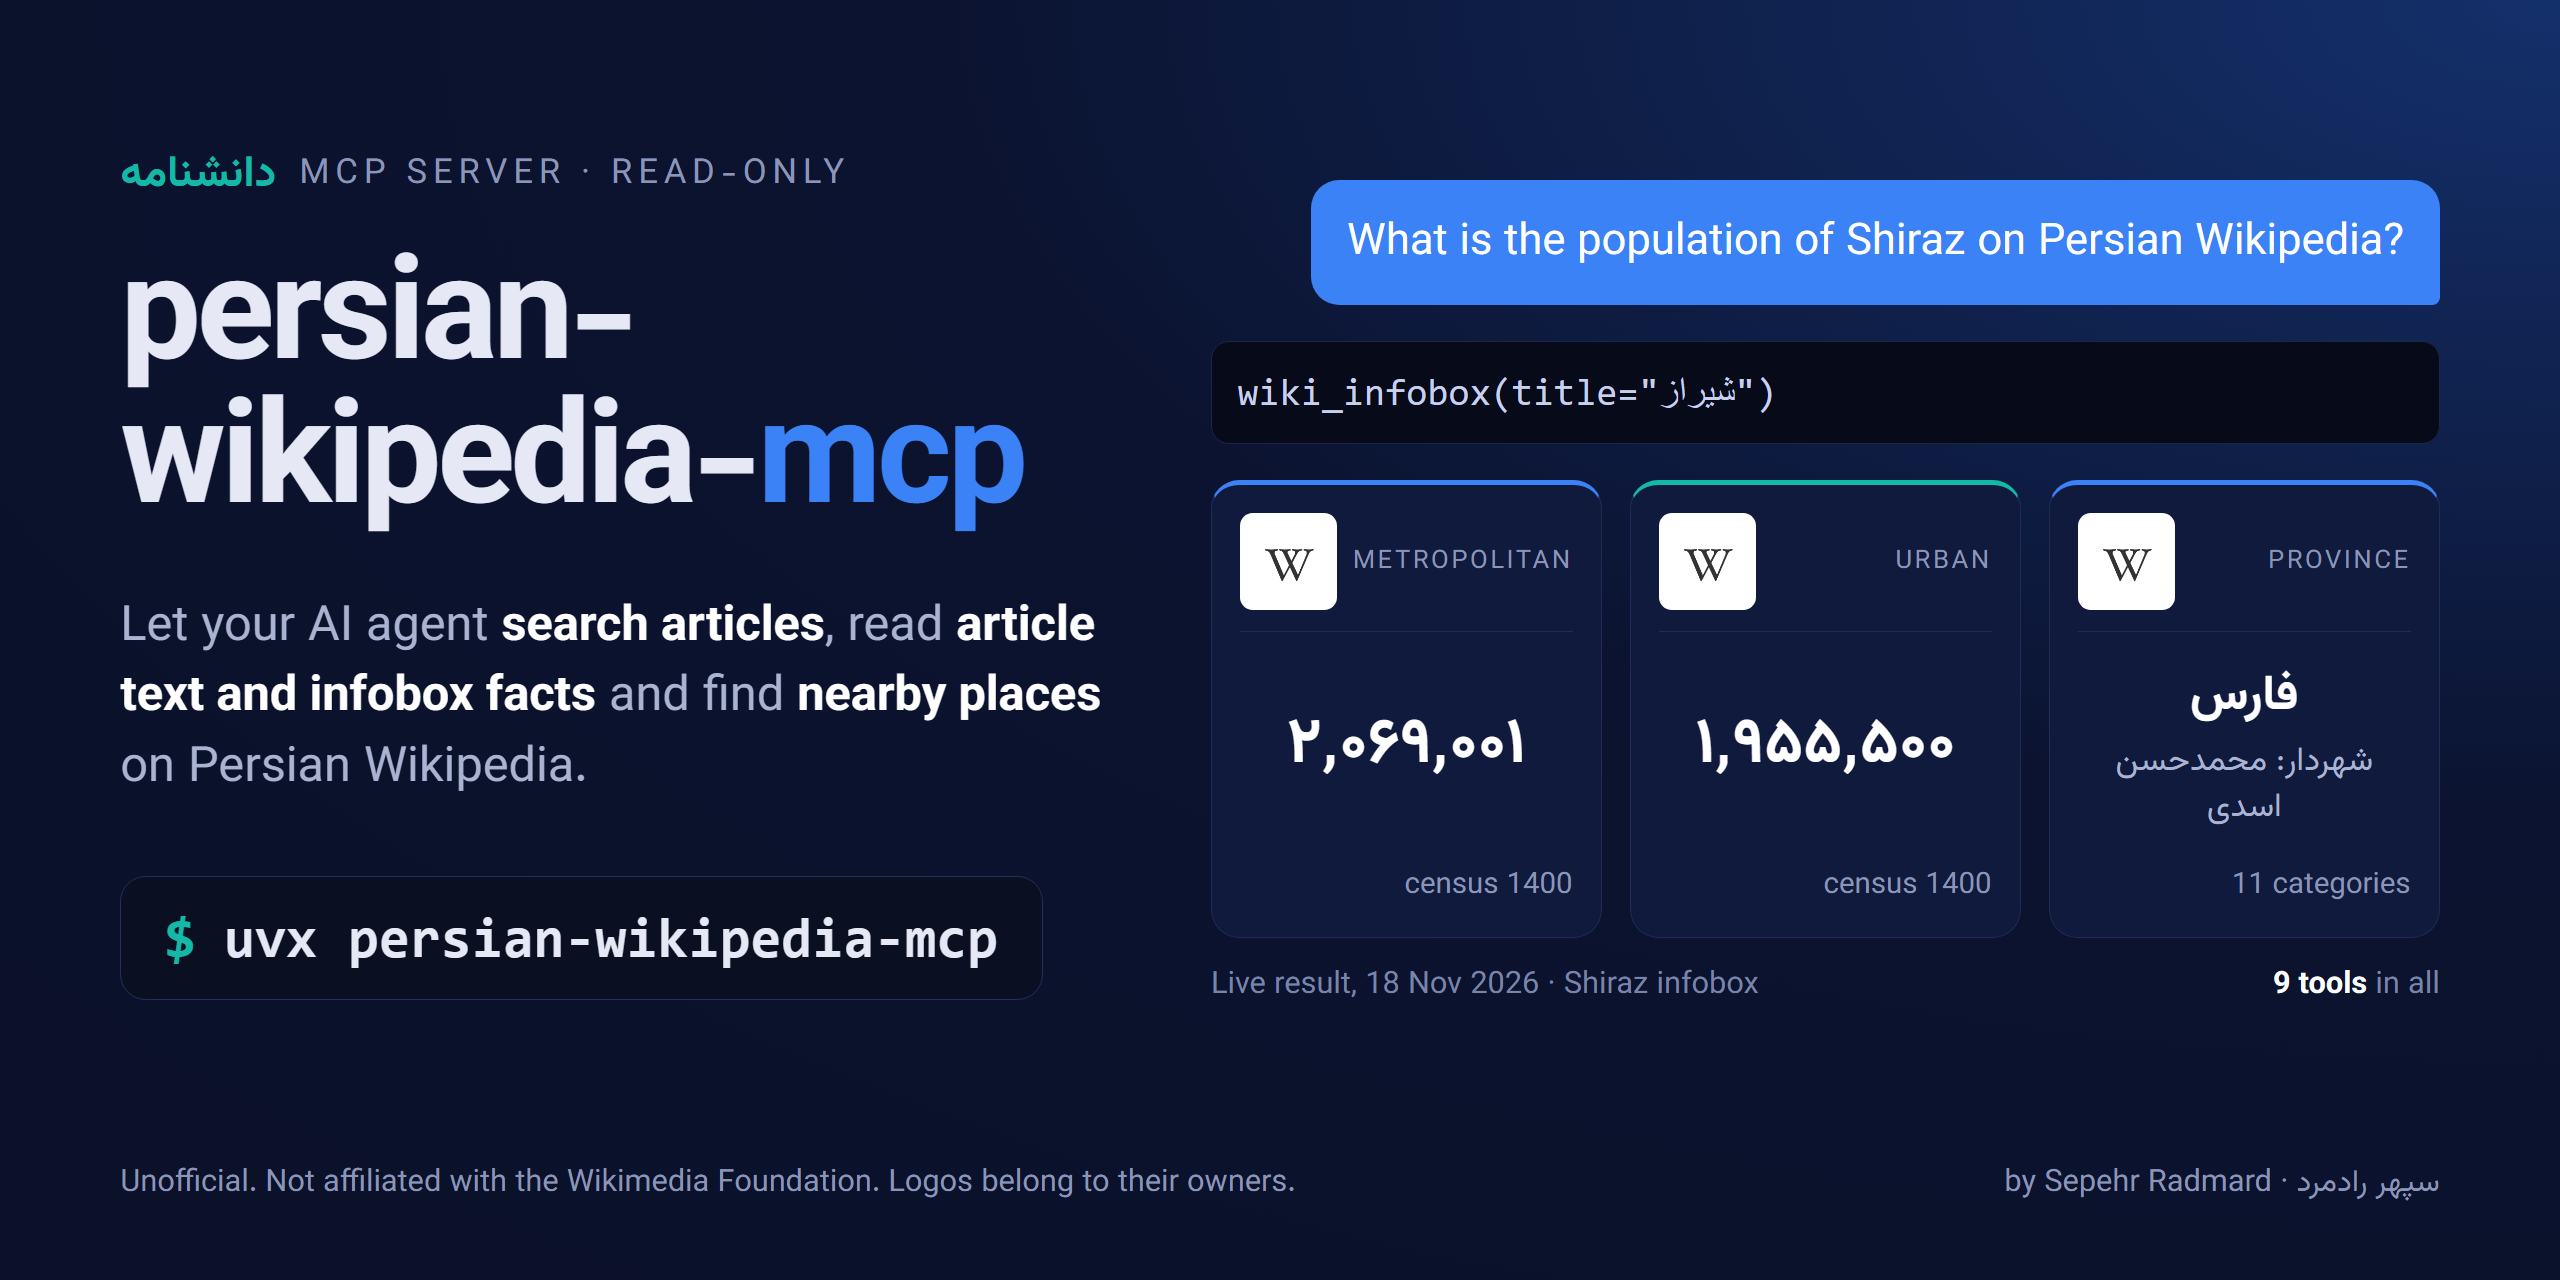 دانشنامه MCP SERVER · READ-ONLY
persian-
wikipedia-mcp
Let your AI agent search articles, read article
text and infobox facts and find nearby places
on Persian Wikipedia.
$ uvx persian-wikipedia-mcp
What is the population of Shiraz on Persian Wikipedia?
wiki_infobox(title="شیراز")
W METROPOLITAN
۲,۰۶۹,۰۰۱
census 1400
W URBAN
۱,۹۵۵,۵۰۰
census 1400
W PROVINCE
فارس
شهردار: محمدحسن
اسدی
11 categories
Live result, 18 Nov 2026 · Shiraz infobox
9 tools in all
Unofficial. Not affiliated with the Wikimedia Foundation. Logos belong to their owners.
by Sepehr Radmard · سپهر رادمرد